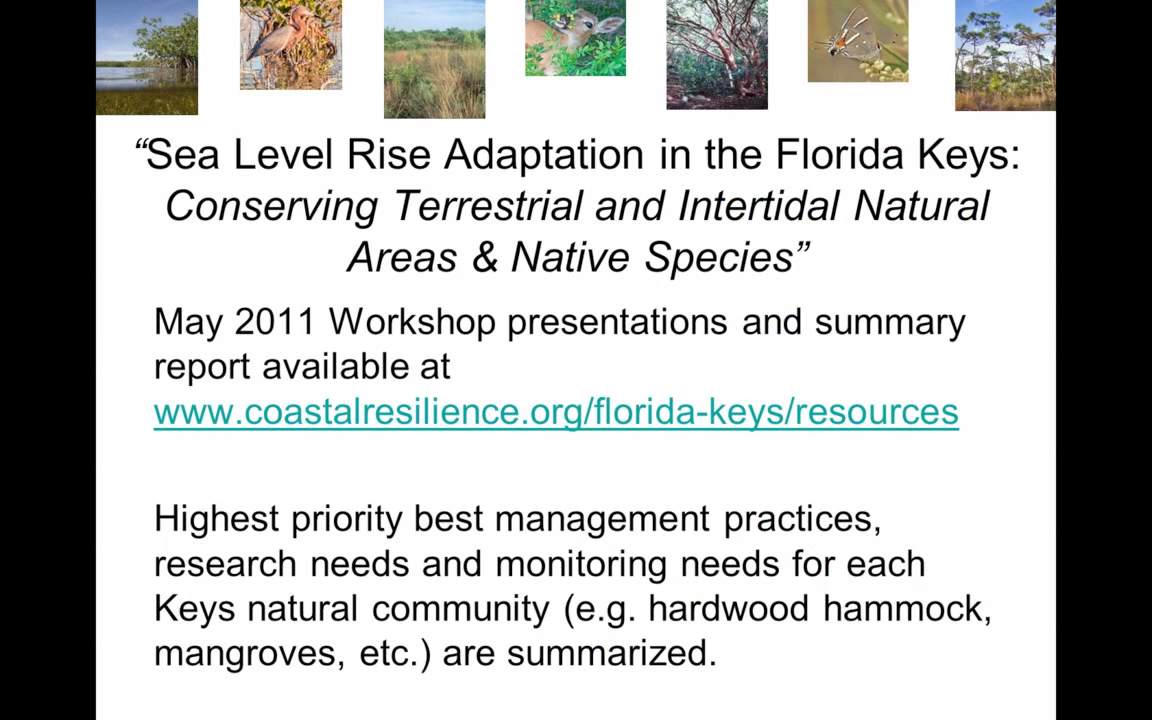 “Sea Level Rise Adaptation in the Florida Keys:
Conserving Terrestrial and Intertidal Natural
Areas & Native Species”
May 2011 Workshop presentations and summary
report available at
www.coastalresilience.org/florida-keys/resources
Highest priority best management practices,
research needs and monitoring needs for each
Keys natural community (e.g. hardwood hammock,
mangroves, etc.) are summarized.